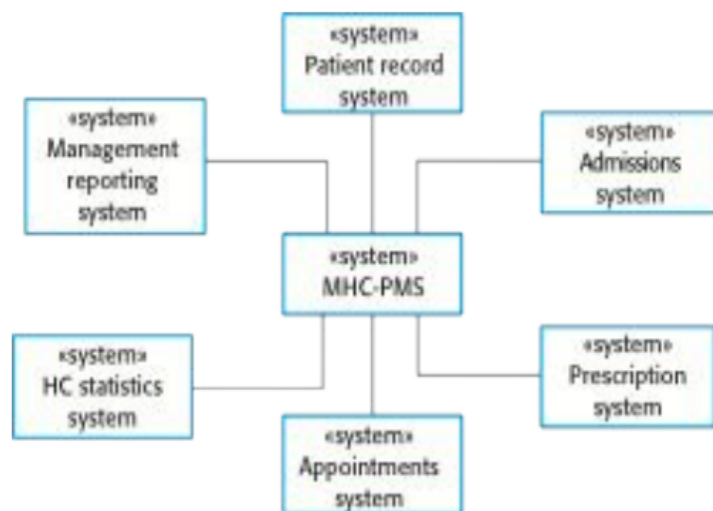 «system»
Patient record
system
«system»
Management
reporting
system
«system»
Admissions
system
«system»
MHC-PMS
«system»
HC statistics
system
«system»
Prescription
system
«system»
Appointments
system